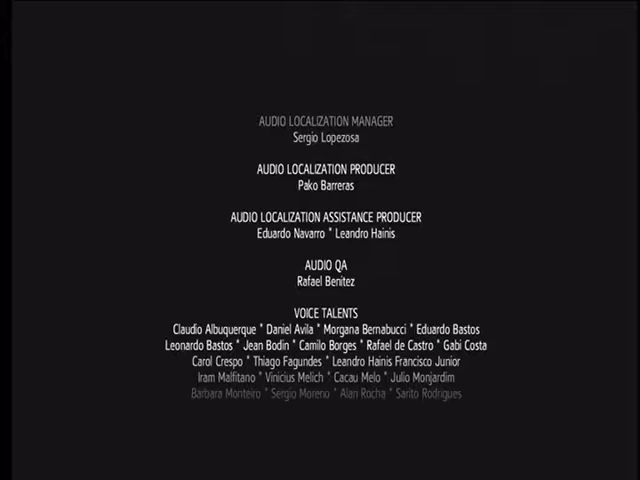 AUDIO LOCALIZATION MANAGER
Sergio Lopezosa
AUDIO LOCALIZATION PRODUCER
Pako Barreras
AUDIO LOCALIZATION ASSISTANCE PRODUCER
Eduardo Navarro * Leandro Hainis
AUDIO QA
Rafael Benitez
VOICE TALENTS
Claudio Albuquerque * Daniel Avila * Morgana Bernabucci * Eduardo Bastos
Leonardo Bastos * Jean Bodin * Camilo Borges * Rafael de Castro * Gabi Costa
Carol Crespo * Thiago Fagundes * Leandro Hainis Francisco Junior
Iram Malfitano * Vinicius Melich * Cacau Melo * Julio Monjardim
Barbara Monteiro * Sergio Moreno * Alan Rocha * Sarito Rodrigues